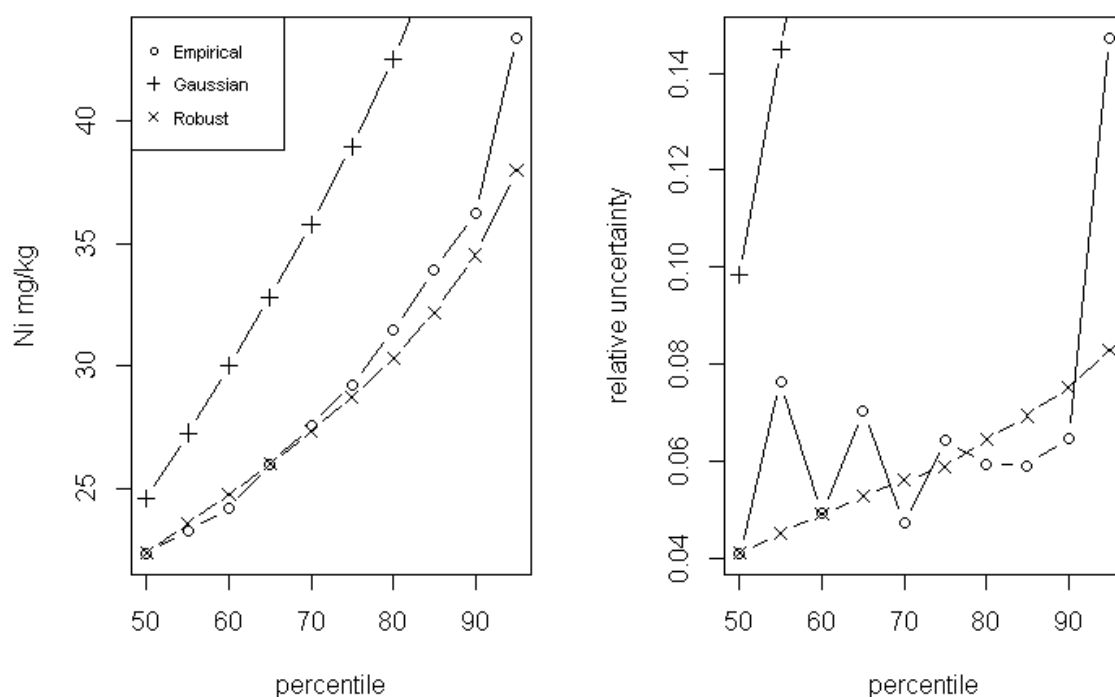 Empirical
Gaussian
Robust
Ni mg/kg
40
35
30
25
50 60 70 80 90
percentile
relative uncertainty
0.14
0.12
0.10
0.08
0.06
0.04
50 60 70 80 90
percentile